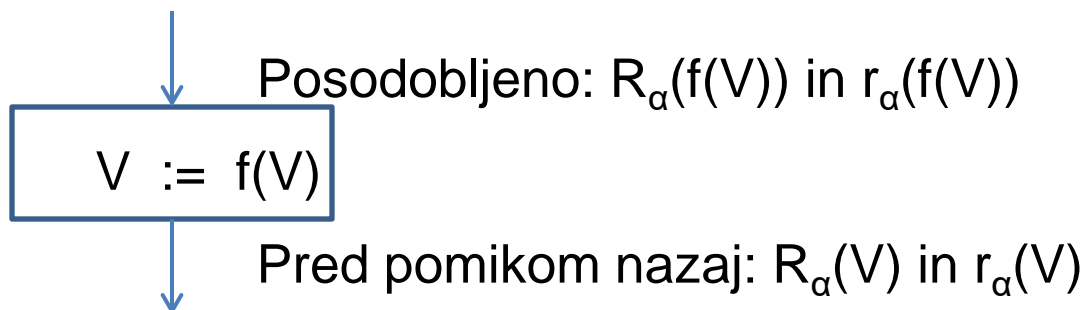 Posodobljeno: Rα(f(V)) in rα(f(V))
V := f(V)
Pred pomikom nazaj: Rα(V) in rα(V)